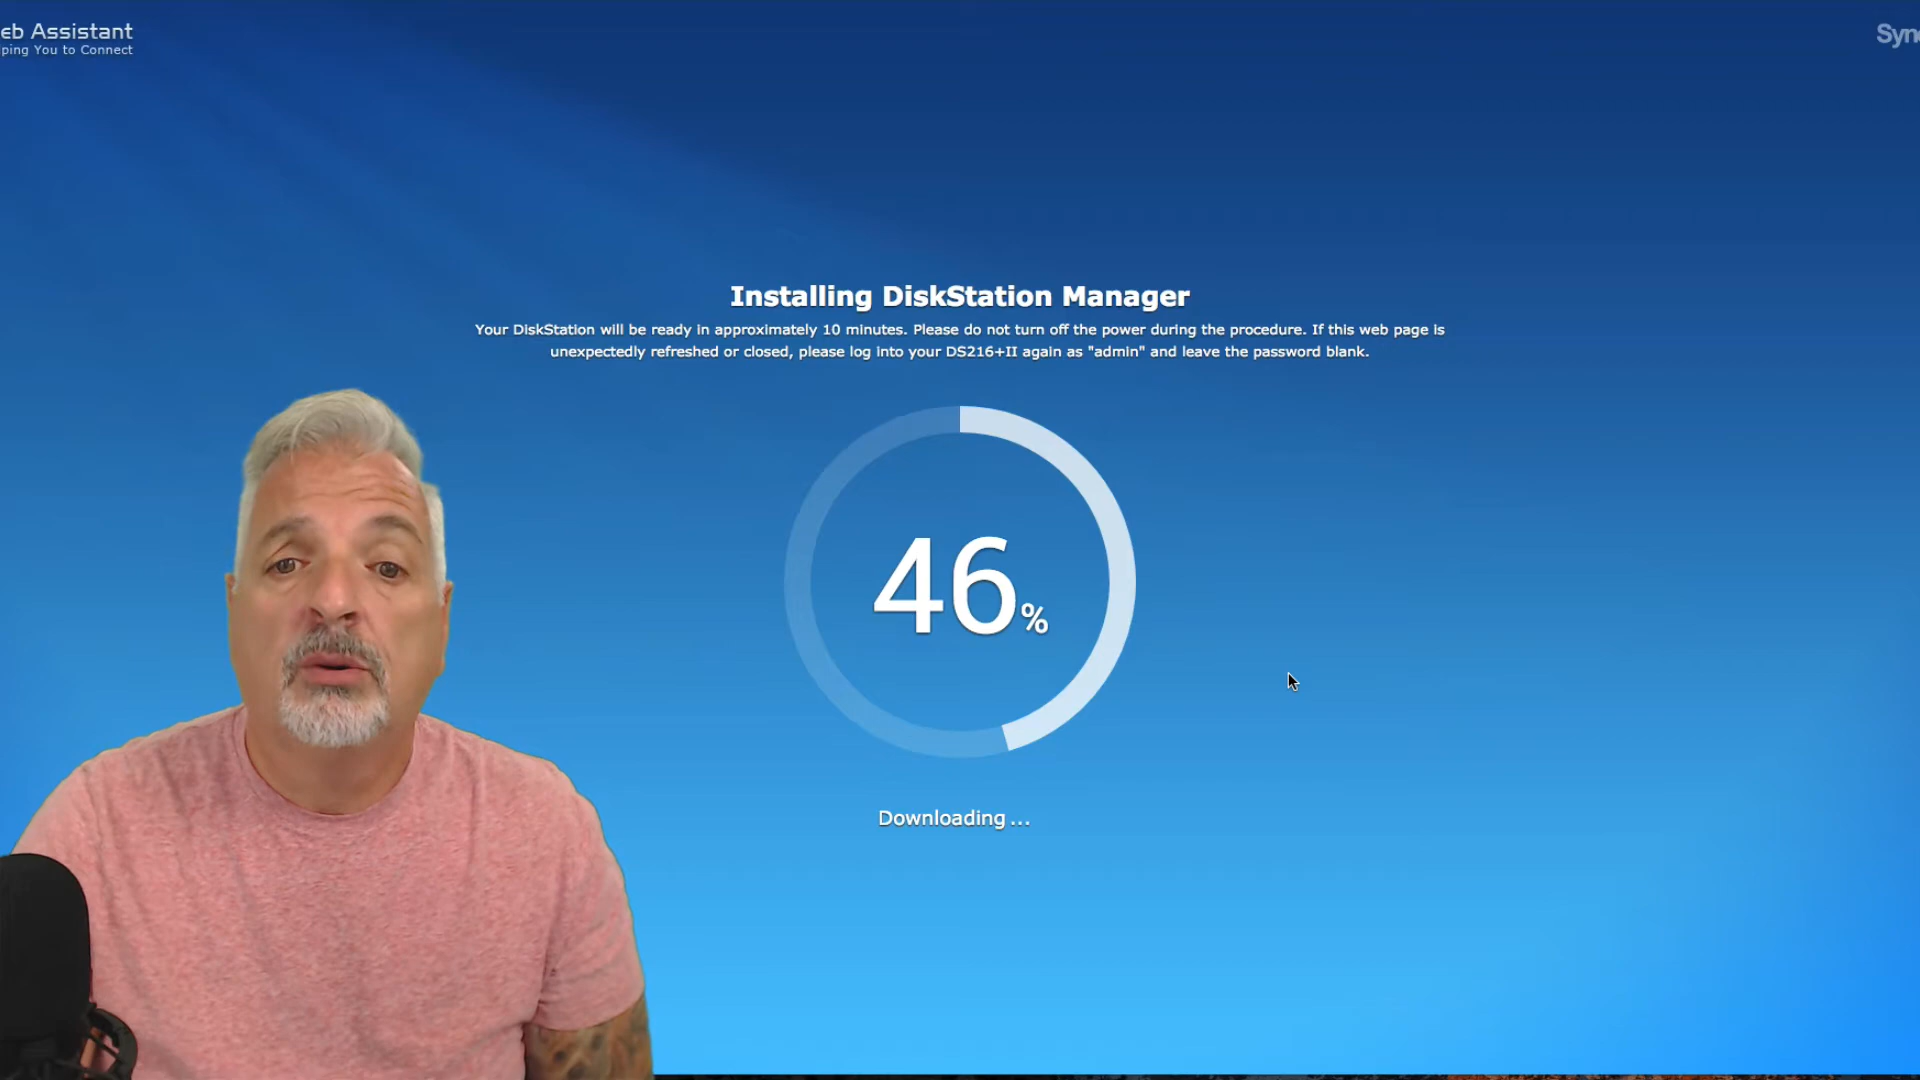 eb Assistant
ping You to Connect
Syn
Installing DiskStation Manager
Your DiskStation will be ready in approximately 10 minutes. Please do not turn off the power during the procedure. If this web page is
unexpectedly refreshed or closed, please log into your DS216+II again as "admin" and leave the password blank.
46%
Downloading ...